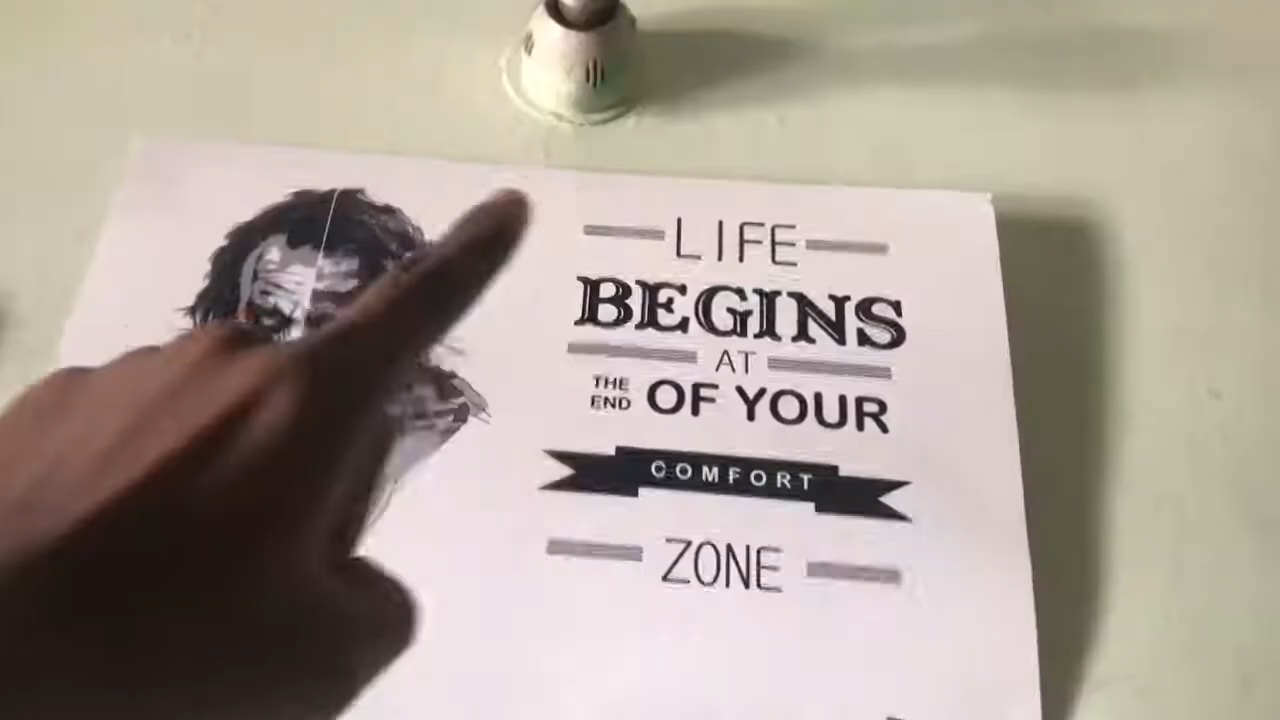 LIFE
BEGINS
AT
THE END OF YOUR
COMFORT
ZONE